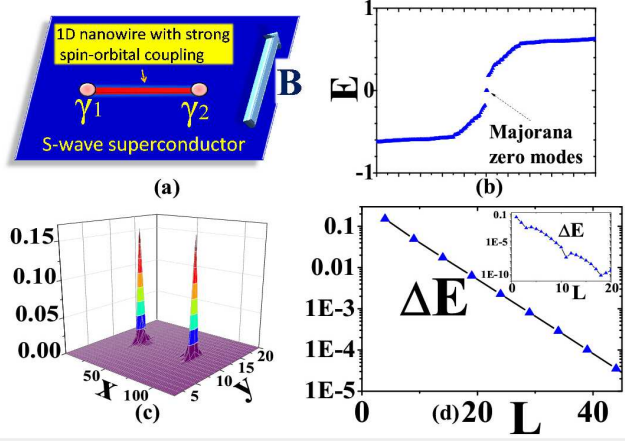 1D nanowire with strong
spin-orbital coupling
γ1
γ2
B
S-wave superconductor
(a)
1
0
-1
E
Majorana
zero modes
(b)
0.15
0.10
0.05
0.00
50
100
X
5
10
15
20
y
(c)
0.1
0.01
1E-3
1E-4
1E-5
ΔE
0
20
40
(d)
L
0.1
1E-5
1E-10
ΔE
0
10
20
L